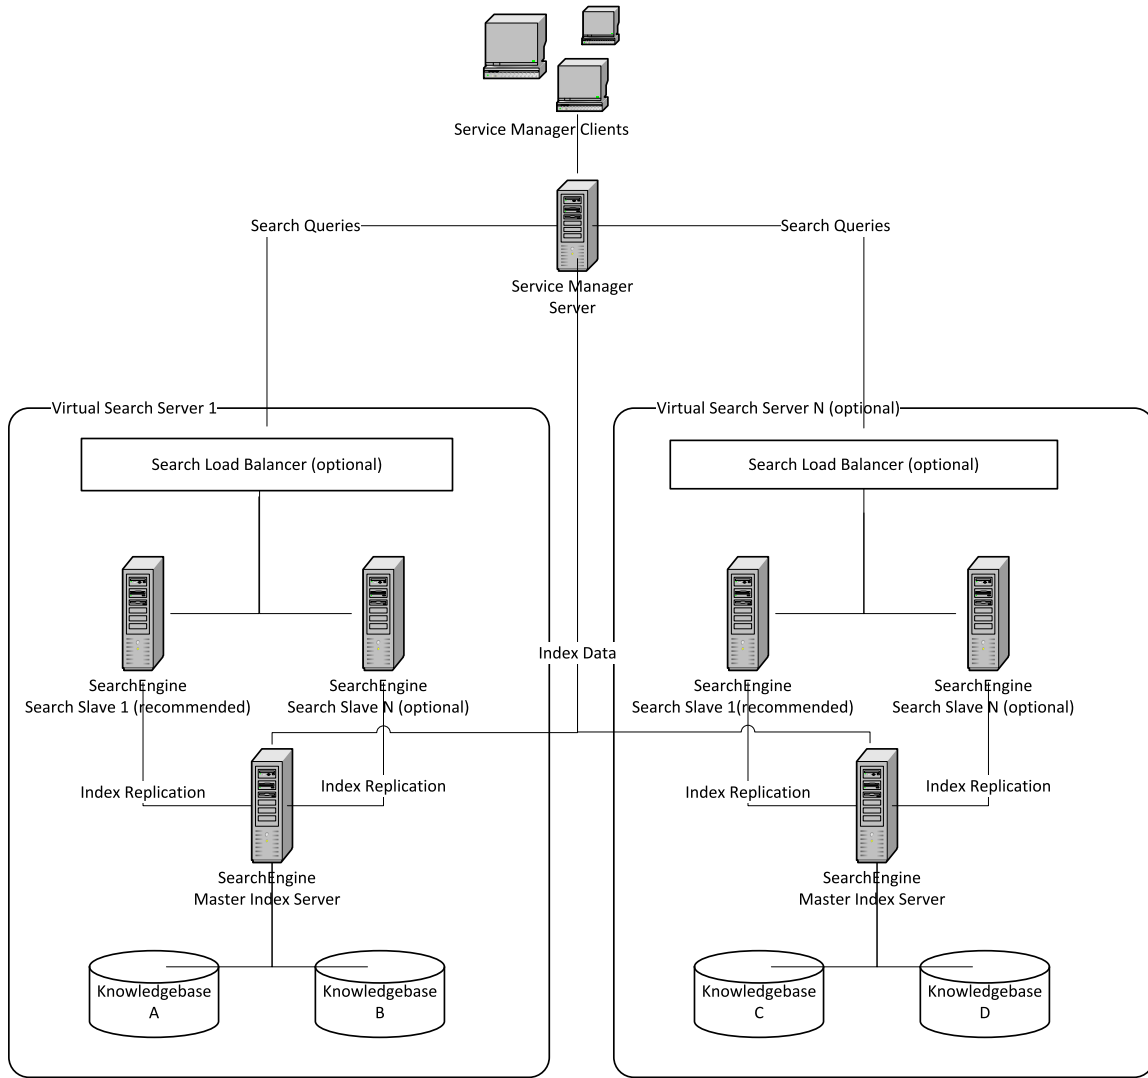 Service Manager Clients
Search Queries
Search Queries
Service Manager
Server
Virtual Search Server 1
Virtual Search Server N (optional)
Search Load Balancer (optional)
Search Load Balancer (optional)
Index Data
SearchEngine
Search Slave 1 (recommended)
SearchEngine
Search Slave N (optional)
SearchEngine
Search Slave 1(recommended)
SearchEngine
Search Slave N (optional)
Index Replication
Index Replication
Index Replication
Index Replication
SearchEngine
Master Index Server
SearchEngine
Master Index Server
Knowledgebase
A
Knowledgebase
B
Knowledgebase
C
Knowledgebase
D